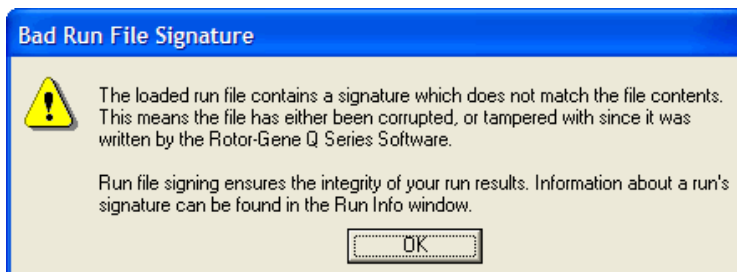 Bad Run File Signature
The loaded run file contains a signature which does not match the file contents.
This means the file has either been corrupted, or tampered with since it was
written by the Rotor-Gene Q Series Software.
Run file signing ensures the integrity of your run results. Information about a run's
signature can be found in the Run Info window.
OK